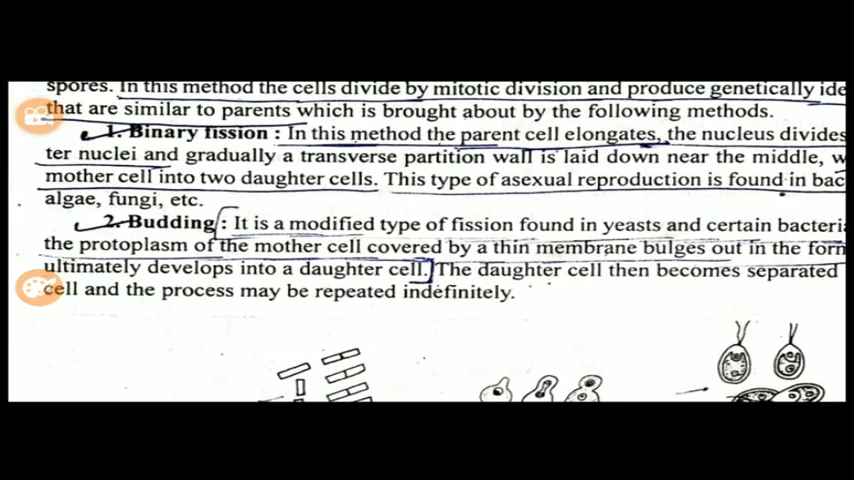 spores. In this method the cells divide by mitotic division and produce genetically ide
that are similar to parents which is brought about by the following methods.
1. Binary fission : In this method the parent cell elongates, the nucleus divides
ter nuclei and gradually a transverse partition wall is laid down near the middle, w
mother cell into two daughter cells. This type of asexual reproduction is found in bac
algae, fungi, etc.
2. Budding : It is a modified type of fission found in yeasts and certain bacteria
the protoplasm of the mother cell covered by a thin membrane bulges out in the form
ultimately develops into a daughter cell. The daughter cell then becomes separated
cell and the process may be repeated indefinitely.